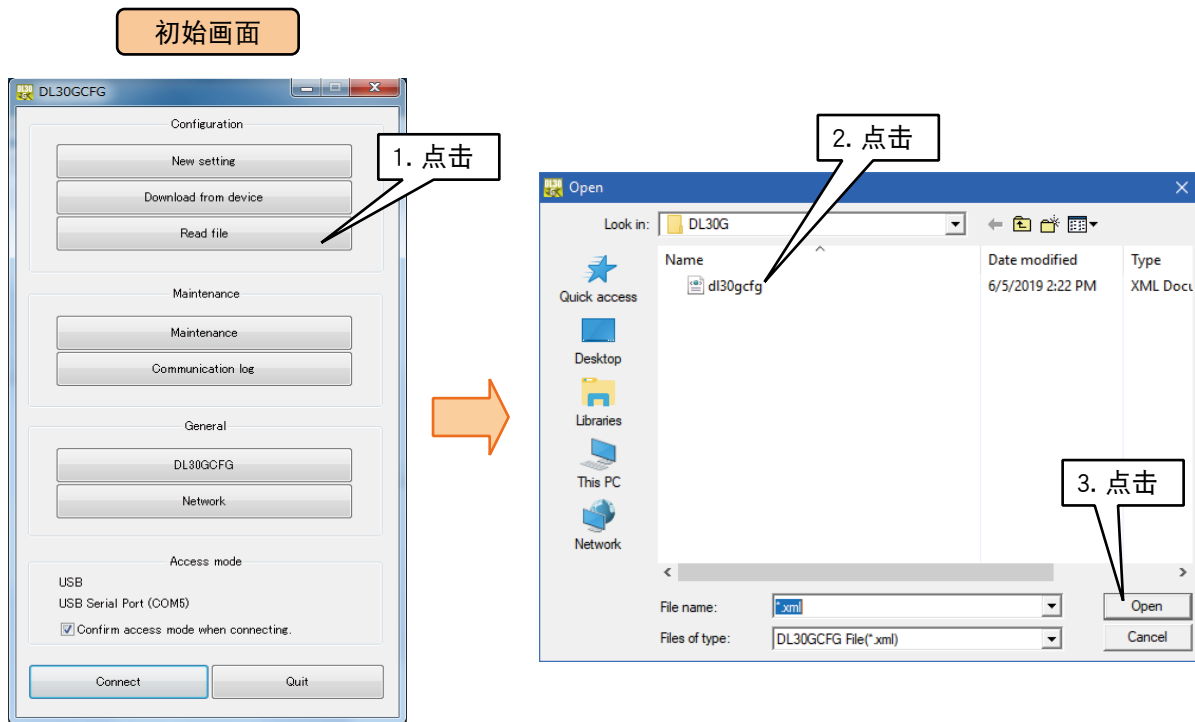 初始画面
DL30GCFG
Configuration
New setting
Download from device
Read file
1. 点击
Maintenance
Maintenance
Communication log
General
DL30GCFG
Network
Access mode
USB
USB Serial Port (COM5)
Confirm access mode when connecting.
Connect Quit
2. 点击
Open
Look in: DL30G
Name Date modified Type
dl30gcfg 6/5/2019 2:22 PM XML Docu
Quick access
Desktop
Libraries
This PC
Network
3. 点击
File name: *.xml Open
Files of type: DL30GCFG File(*.xml) Cancel